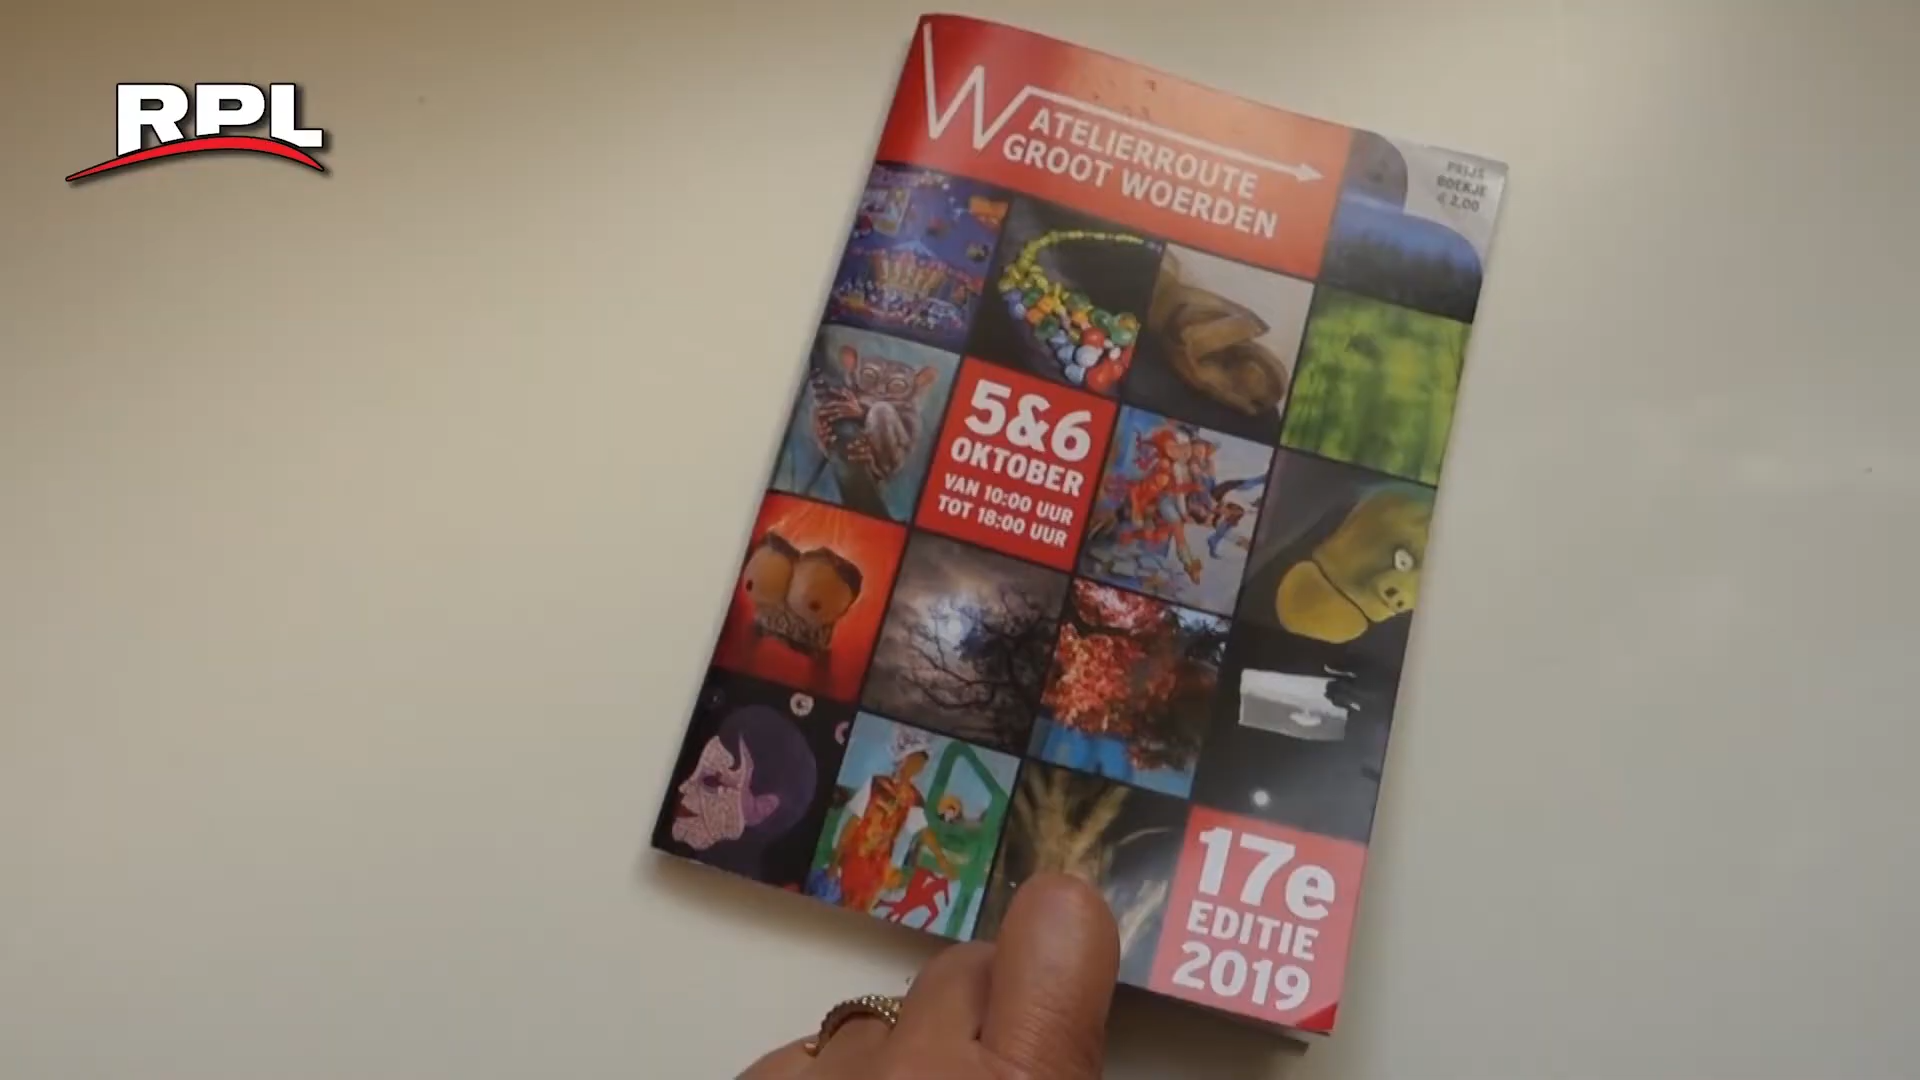 RPL
ATELIERROUTE
GROOT WOERDEN
PRIJS
BOEKJE
€ 2,00
5&6
OKTOBER
VAN 10:00 UUR
TOT 18:00 UUR
17e
EDITIE
2019